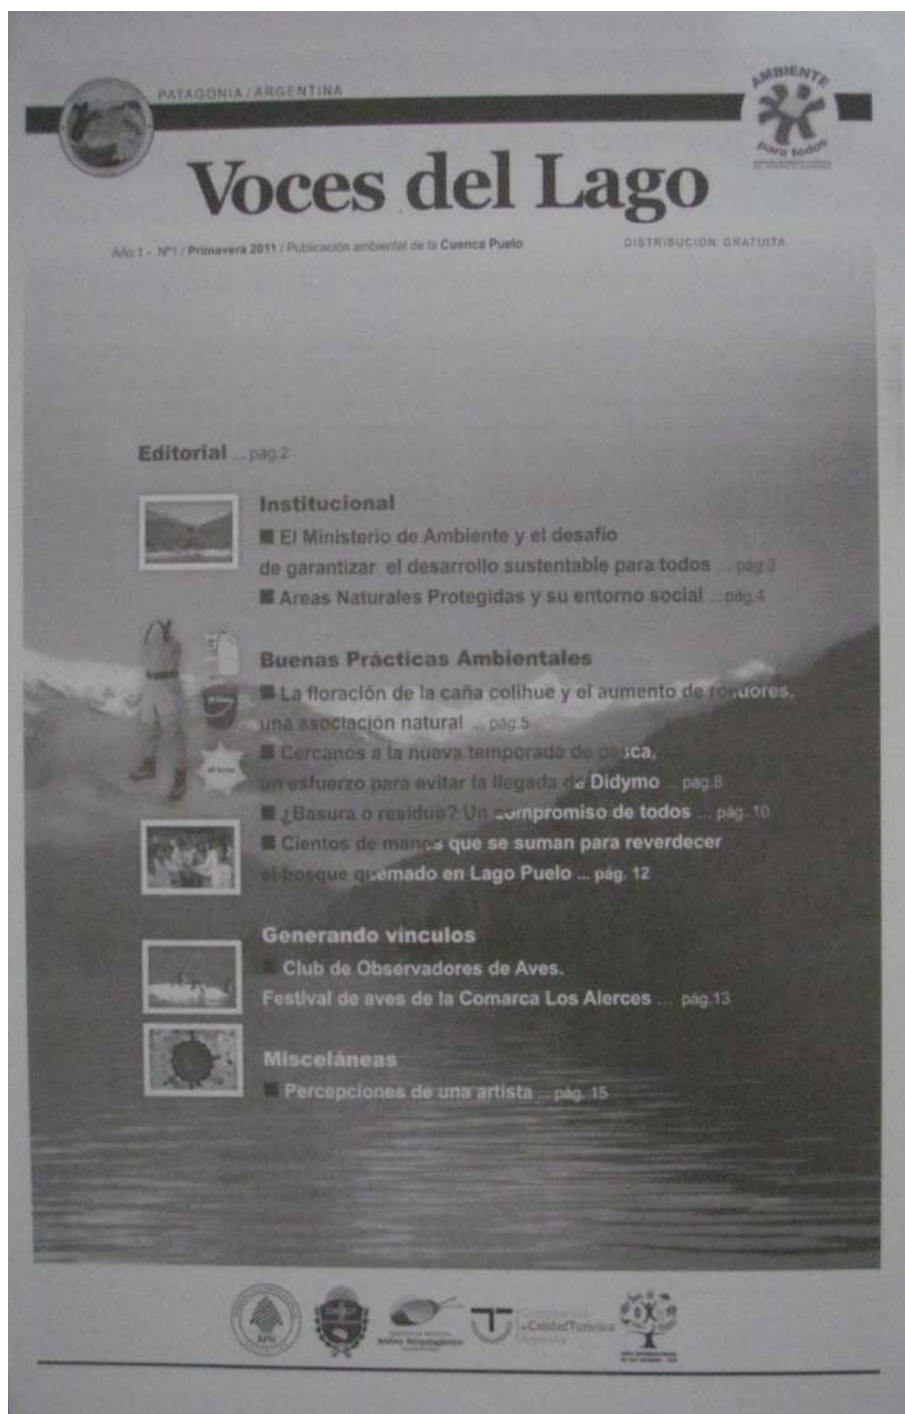 PATAGONIA / ARGENTINA
AMBIENTE
para todos
Voces del Lago
Año 1 - Nº1 / Primavera 2011 / Publicación ambiental de la Cuenca Puelo
DISTRIBUCION GRATUITA
Editorial ... pág.2
Institucional
■ El Ministerio de Ambiente y el desafío
de garantizar el desarrollo sustentable para todos ... pág.3
■ Areas Naturales Protegidas y su entorno social ... pág.4
Buenas Prácticas Ambientales
■ La floración de la caña colihue y el aumento de roedores,
una asociación natural ... pág.5
■ Cercanos a la nueva temporada de pesca,
un esfuerzo para evitar la llegada de Didymo ... pág.8
■ ¿Basura o residuo? Un compromiso de todos ... pág. 10
■ Cientos de manos que se suman para reverdecer
el bosque quemado en Lago Puelo ... pág. 12
Generando vínculos
■ Club de Observadores de Aves.
Festival de aves de la Comarca Los Alerces ... pág.13
Misceláneas
■ Percepciones de una artista ... pág. 15
Andino Norpatagónica
CalidadTurística